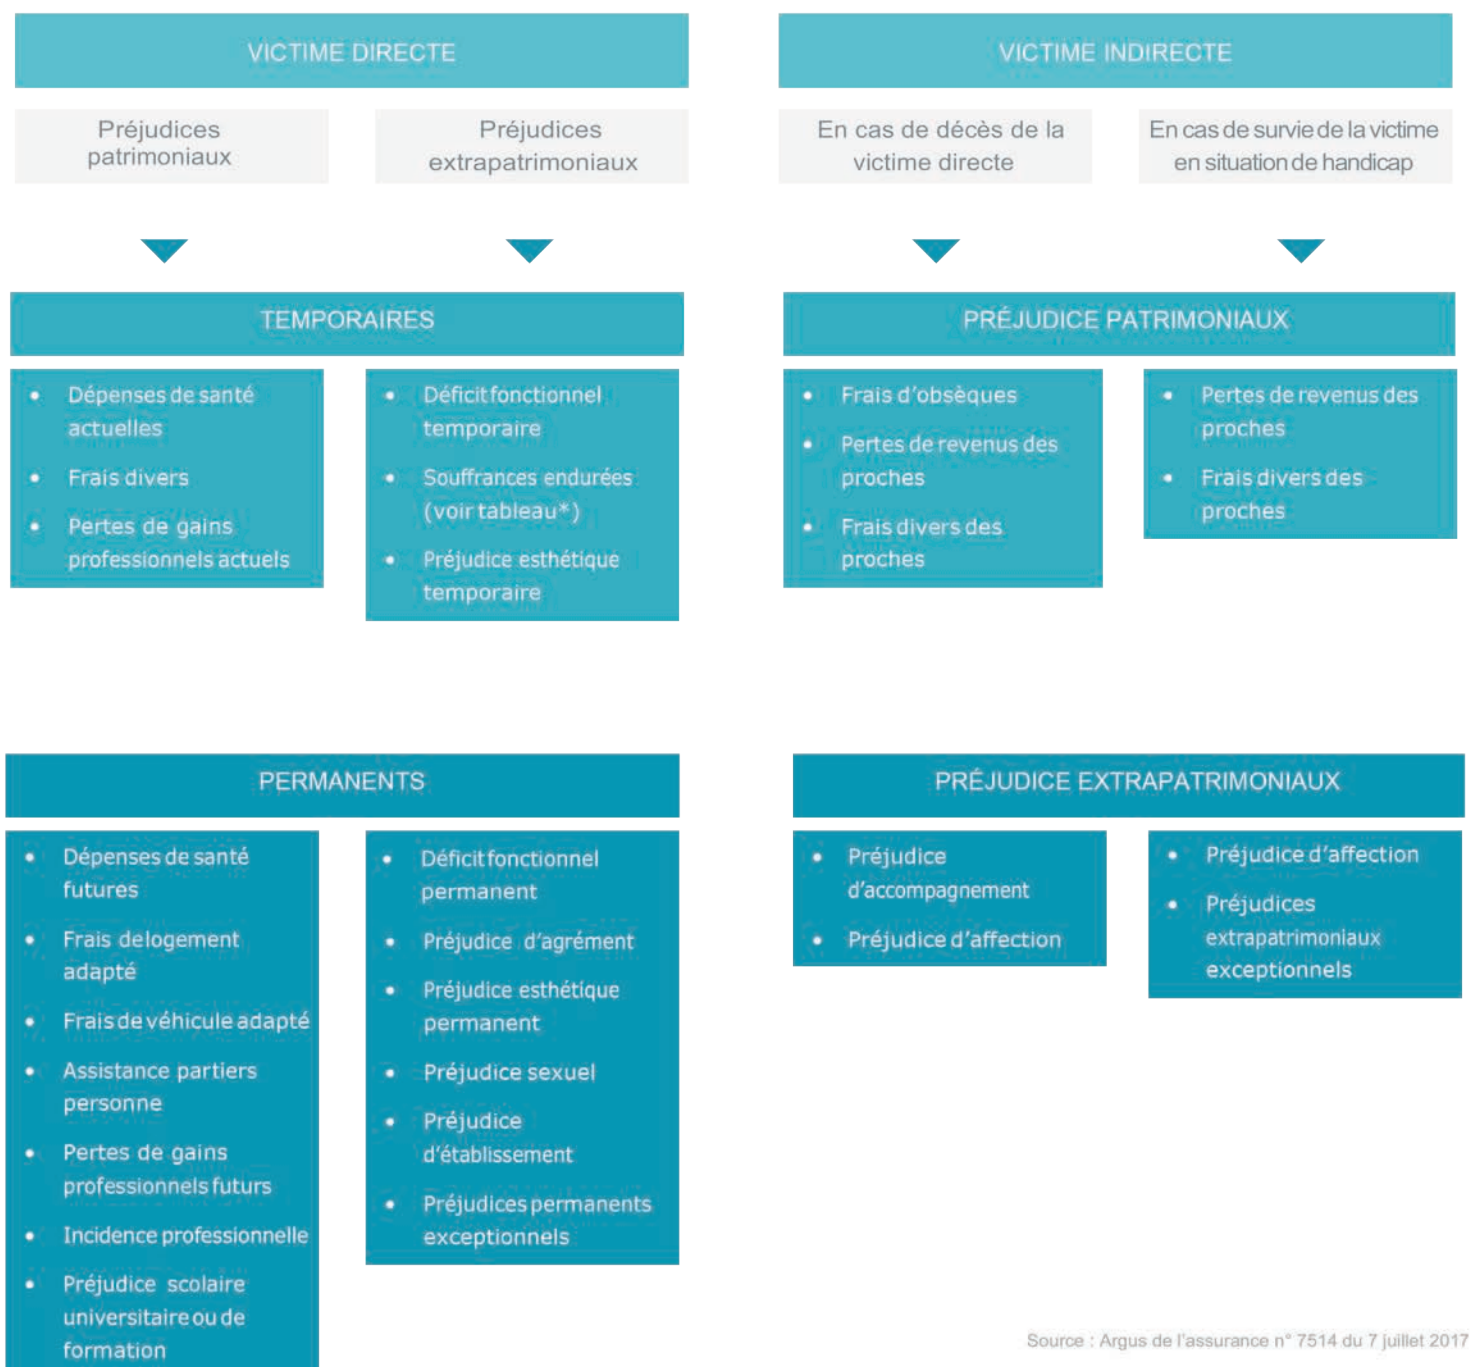 VICTIME DIRECTE
Préjudices
patrimoniaux
Préjudices
extrapatrimoniaux
TEMPORAIRES
• Dépenses de santé
actuelles
• Frais divers
• Pertes de gains
professionnels actuels
• Déficit fonctionnel
temporaire
• Souffrances endurées
(voir tableau*)
• Préjudice esthétique
temporaire
PERMANENTS
• Dépenses de santé
futures
• Frais delogement
adapté
• Frais de véhicule adapté
• Assistance partiers
personne
• Pertes de gains
professionnels futurs
• Incidence professionnelle
• Préjudice scolaire
universitaire ou de
formation
• Déficit fonctionnel
permanent
• Préjudice d'agrément
• Préjudice esthétique
permanent
• Préjudice sexuel
• Préjudice
d'établissement
• Préjudices permanents
exceptionnels
VICTIME INDIRECTE
En cas de décès de la
victime directe
En cas de survie de la victime
en situation de handicap
PRÉJUDICE PATRIMONIAUX
• Frais d'obsèques
• Pertes de revenus des
proches
• Frais divers des
proches
• Pertes de revenus des
proches
• Frais divers des
proches
PRÉJUDICE EXTRAPATRIMONIAUX
• Préjudice
d'accompagnement
• Préjudice d'affection
• Préjudice d'affection
• Préjudices
extrapatrimoniaux
exceptionnels
Source : Argus de l'assurance n° 7514 du 7 juillet 2017